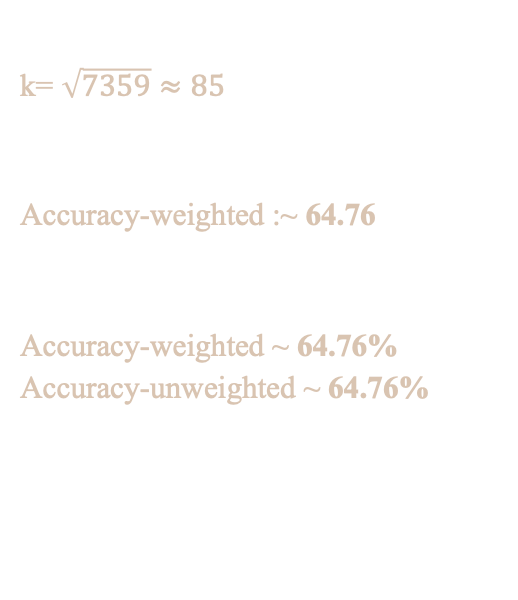 k= √7359 ≈ 85
Accuracy-weighted :~ 64.76
Accuracy-weighted ~ 64.76%
Accuracy-unweighted ~ 64.76%